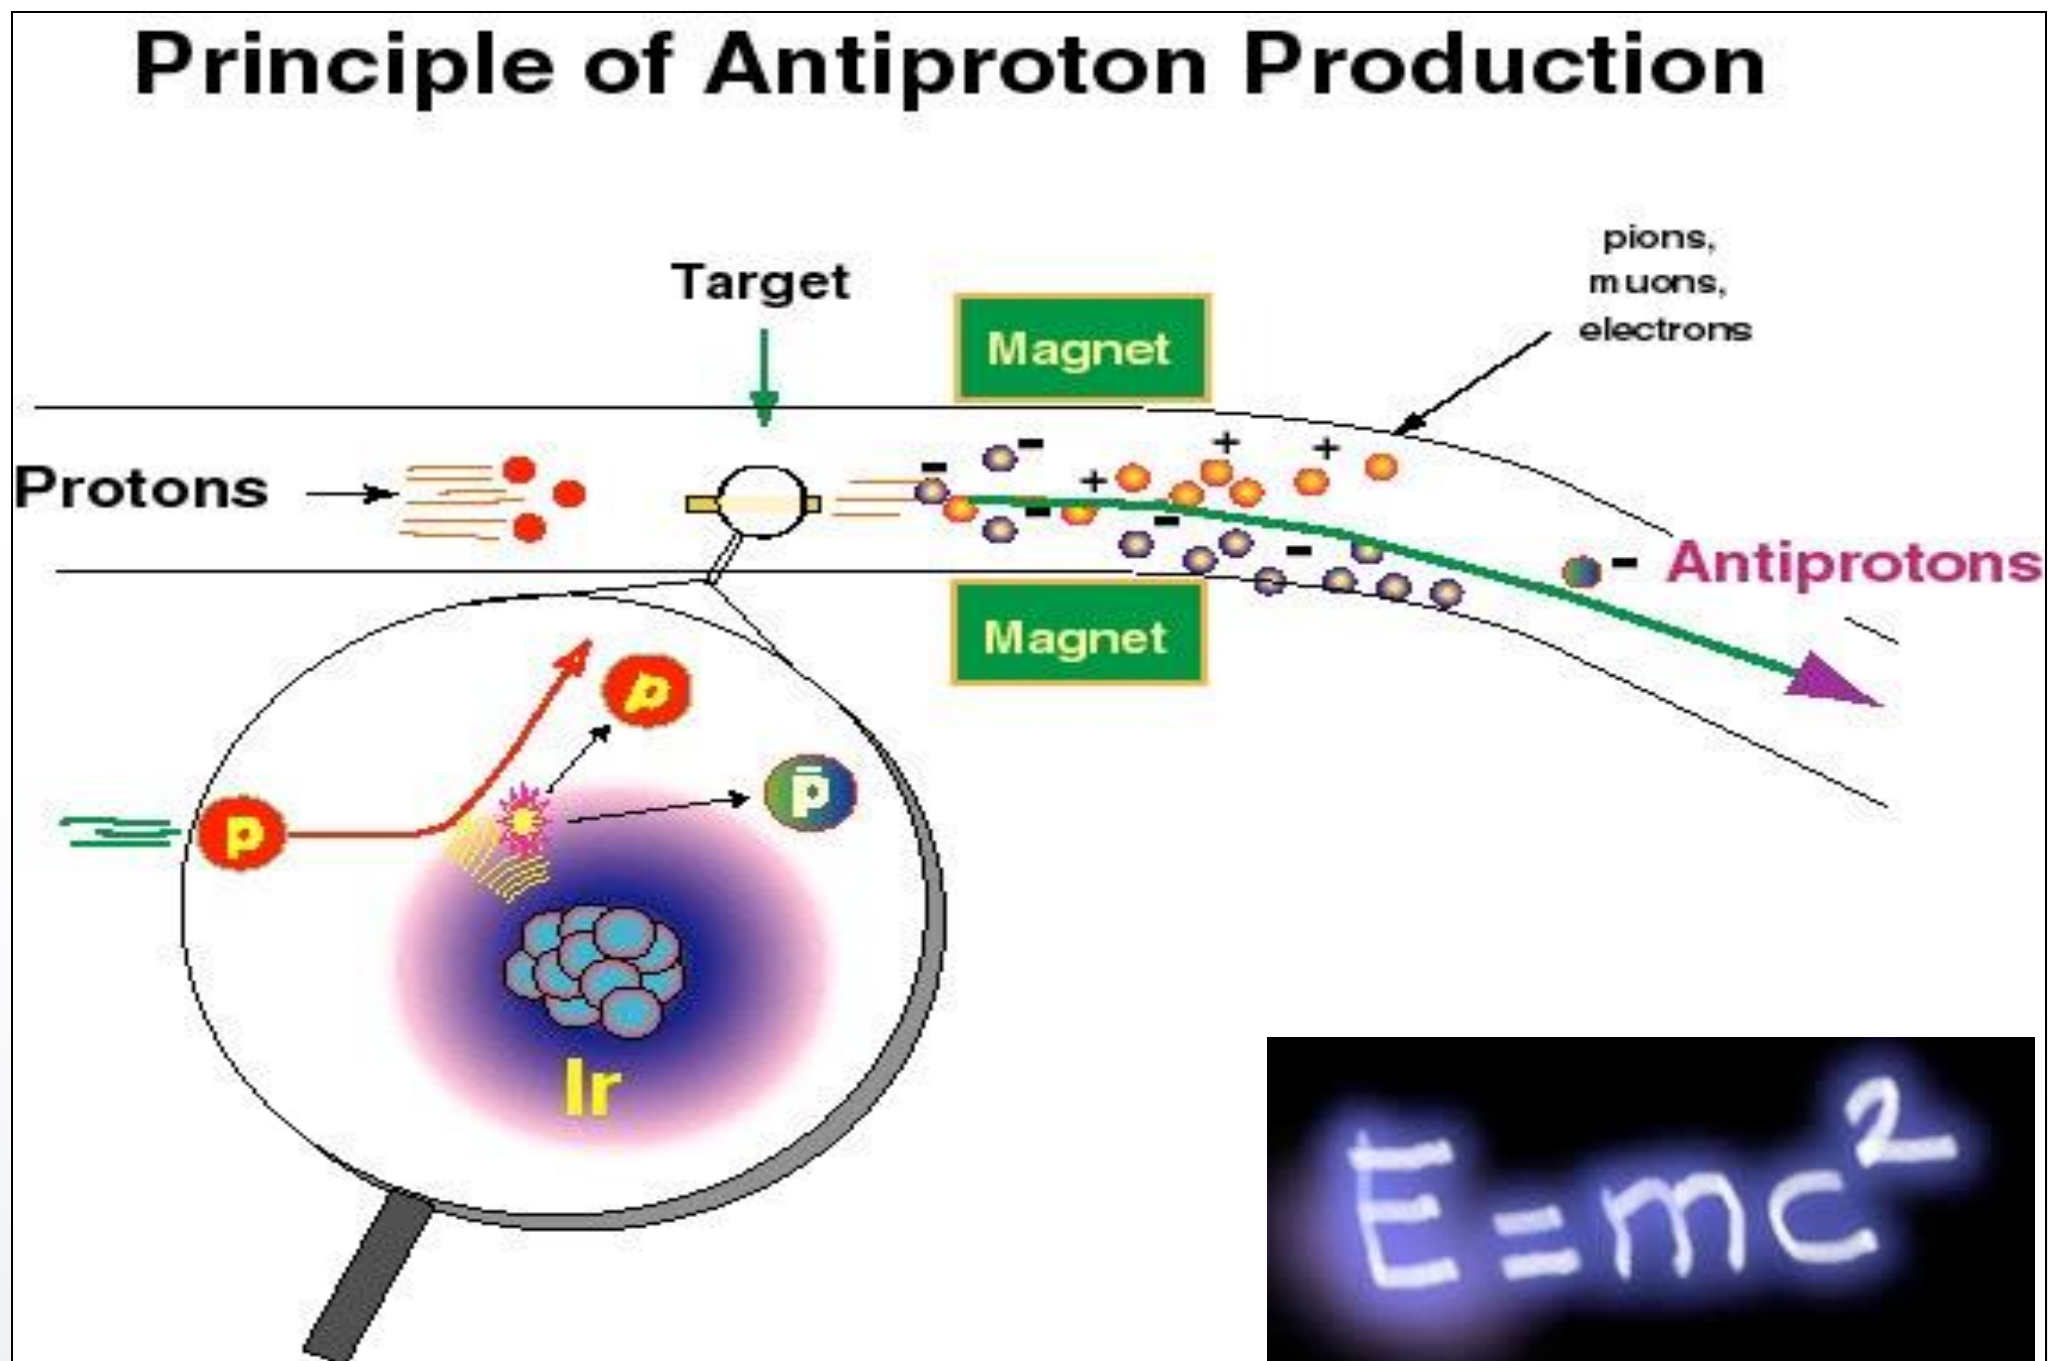 Principle of Antiproton Production
pions,
muons,
electrons
Target
Magnet
- - + + +
Protons
- - -
Antiprotons
-
Magnet
p
p̄
p
Ir
E=mc²